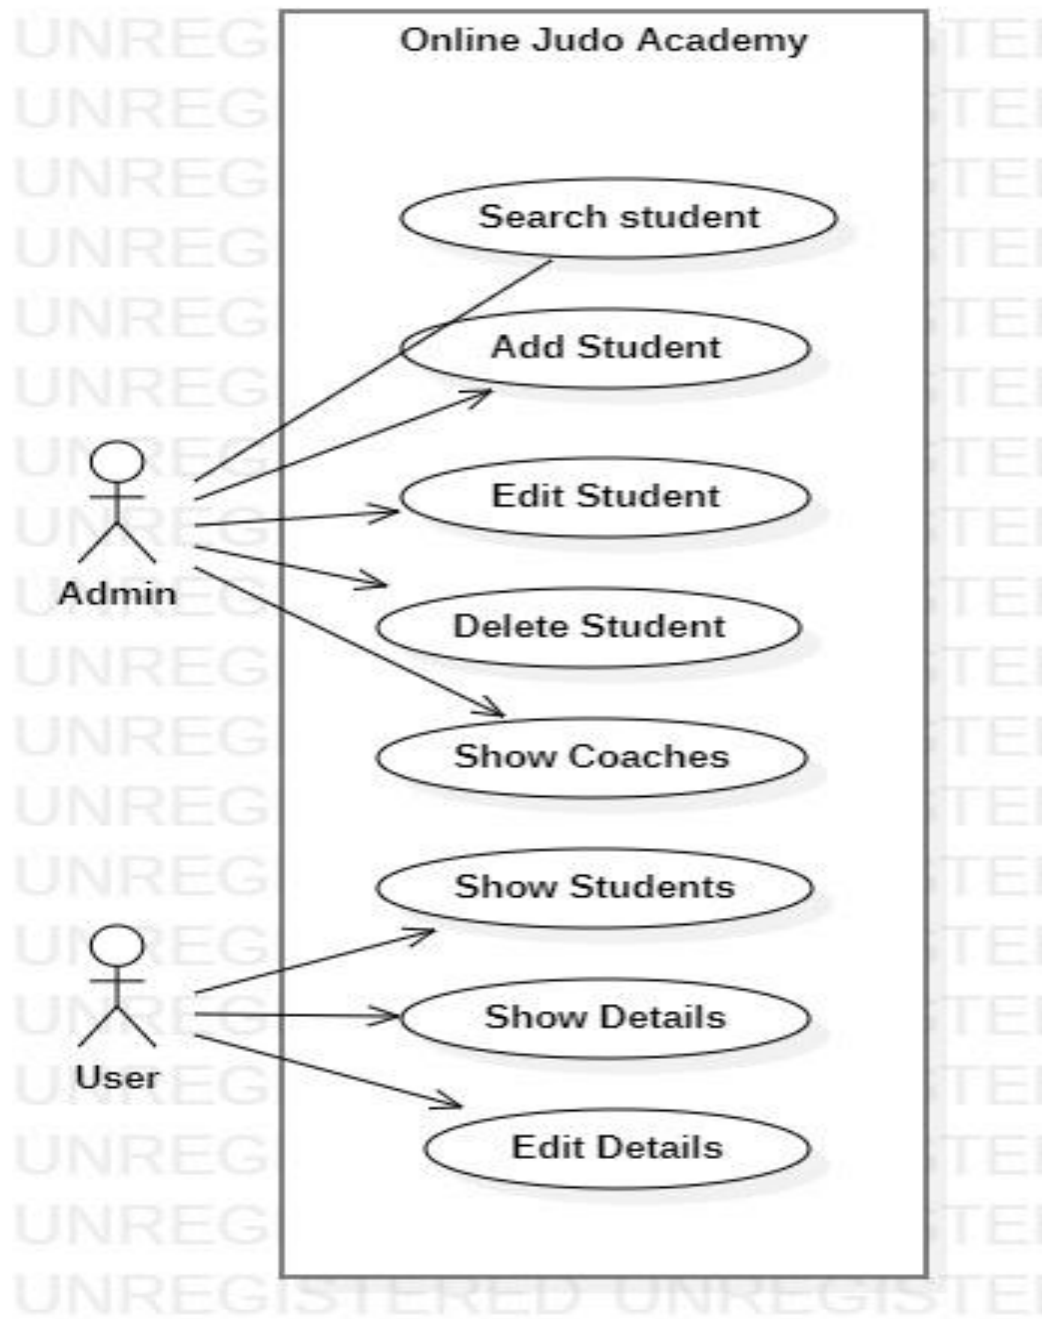 Online Judo Academy
Search student
Add Student
Edit Student
Admin
Delete Student
Show Coaches
Show Students
Show Details
User
Edit Details
UNREGISTERED UNREGISTE